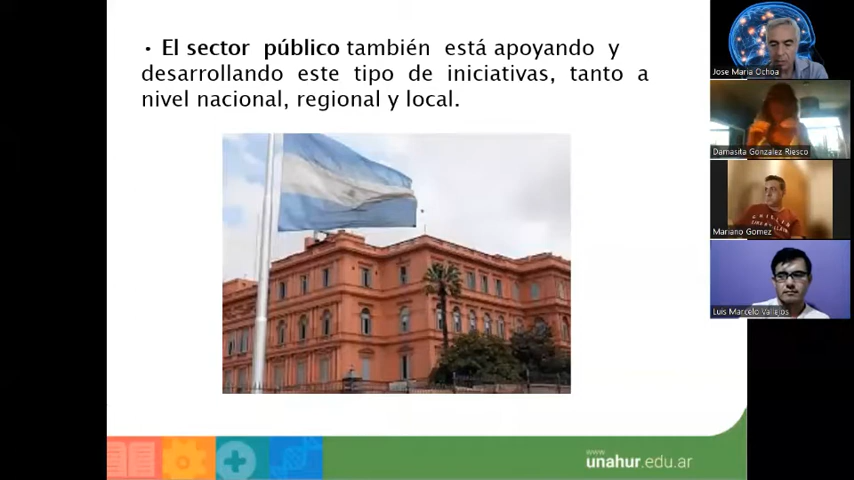 • El sector público también está apoyando y
desarrollando este tipo de iniciativas, tanto a
nivel nacional, regional y local.
www
unahur.edu.ar
Jose Maria Ochoa
Damasita Gonzalez Riesco
Mariano Gomez
Luis Marcelo Vallejos